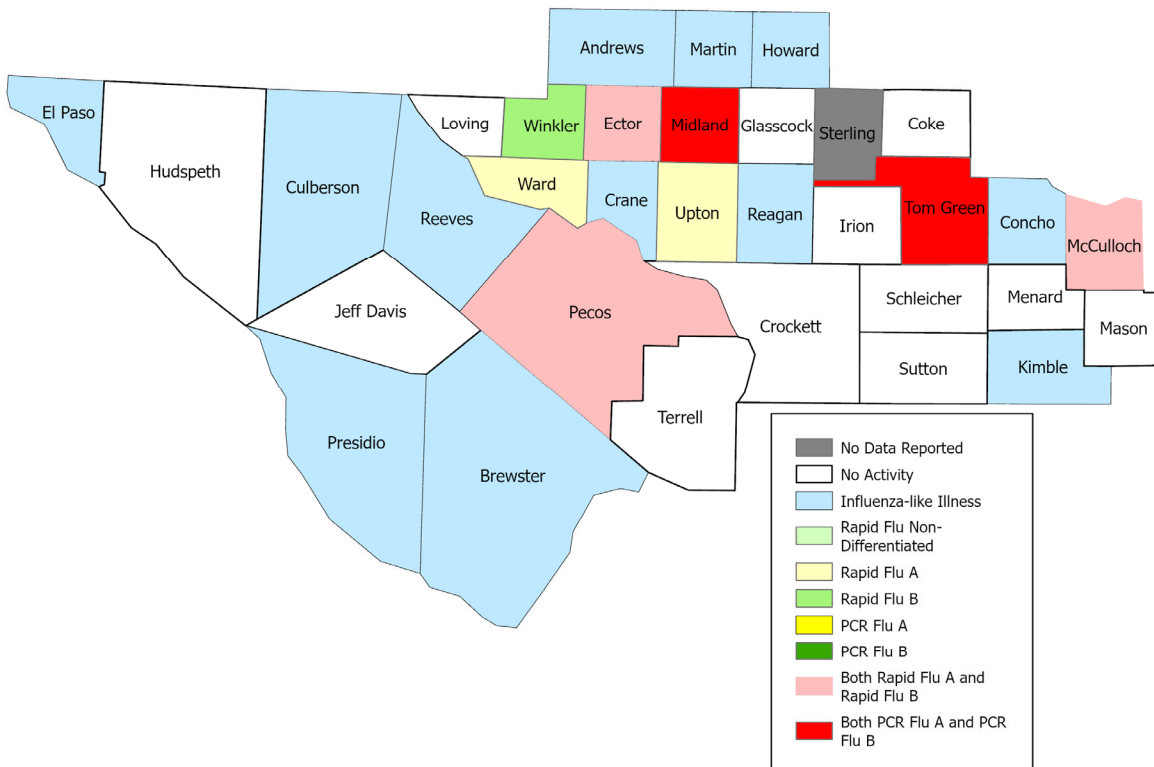 Andrews
Martin
Howard
El Paso
Hudspeth
Culberson
Reeves
Loving
Winkler
Ector
Midland
Glasscock
Sterling
Coke
Ward
Crane
Upton
Reagan
Irion
Tom Green
Concho
McCulloch
Jeff Davis
Pecos
Crockett
Schleicher
Menard
Mason
Sutton
Kimble
Terrell
Presidio
Brewster
No Data Reported
No Activity
Influenza-like Illness
Rapid Flu Non-
Differentiated
Rapid Flu A
Rapid Flu B
PCR Flu A
PCR Flu B
Both Rapid Flu A and
Rapid Flu B
Both PCR Flu A and PCR
Flu B